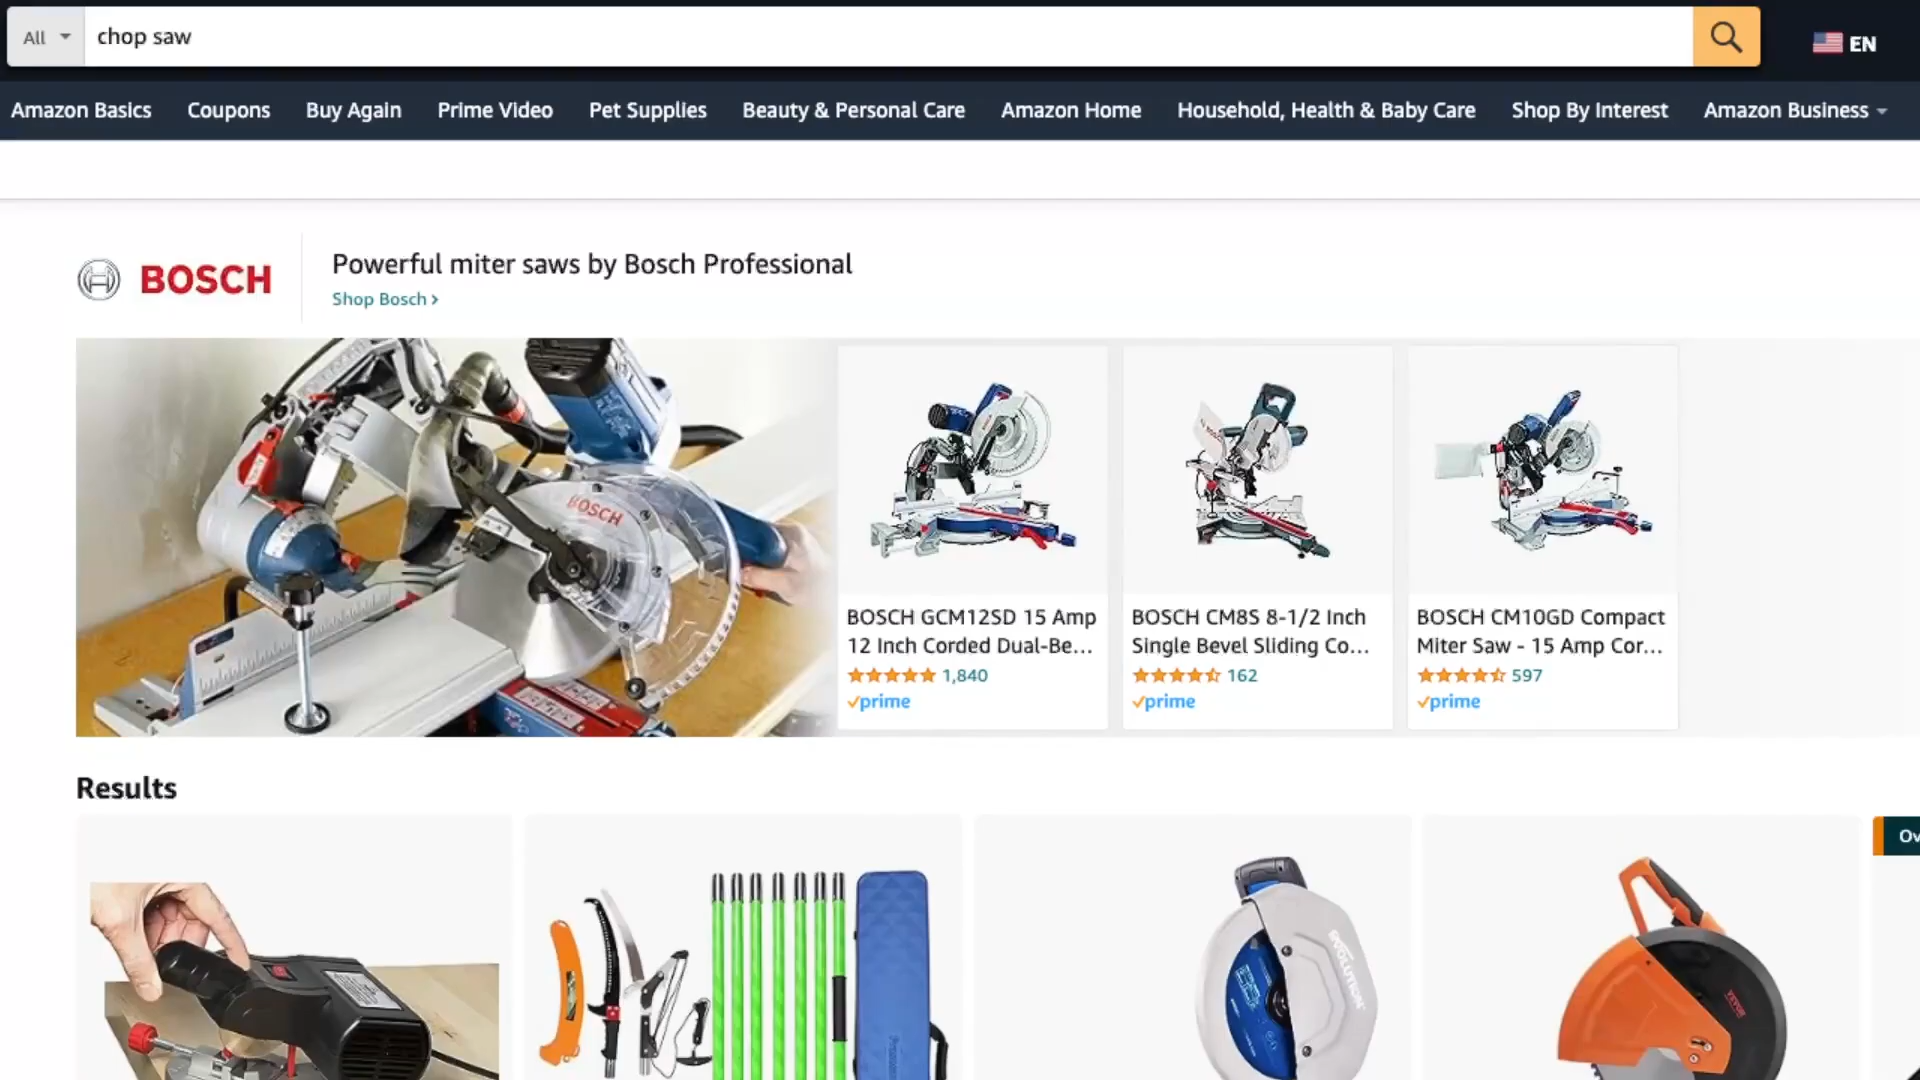 All
chop saw
EN
Amazon Basics
Coupons
Buy Again
Prime Video
Pet Supplies
Beauty & Personal Care
Amazon Home
Household, Health & Baby Care
Shop By Interest
Amazon Business
BOSCH
Powerful miter saws by Bosch Professional
Shop Bosch ›
BOSCH
BOSCH GCM12SD 15 Amp
12 Inch Corded Dual-Be...
1,840
prime
BOSCH CM8S 8-1/2 Inch
Single Bevel Sliding Co...
162
prime
BOSCH CM10GD Compact
Miter Saw - 15 Amp Cor...
597
prime
Results
Ov
EVOLUTION